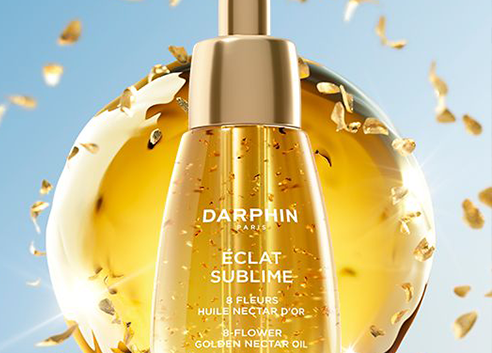 DARPHIN
PARIS
ÉCLAT
SUBLIME
8 FLEURS
HUILE NECTAR D'OR
8-FLOWER
GOLDEN NECTAR OIL